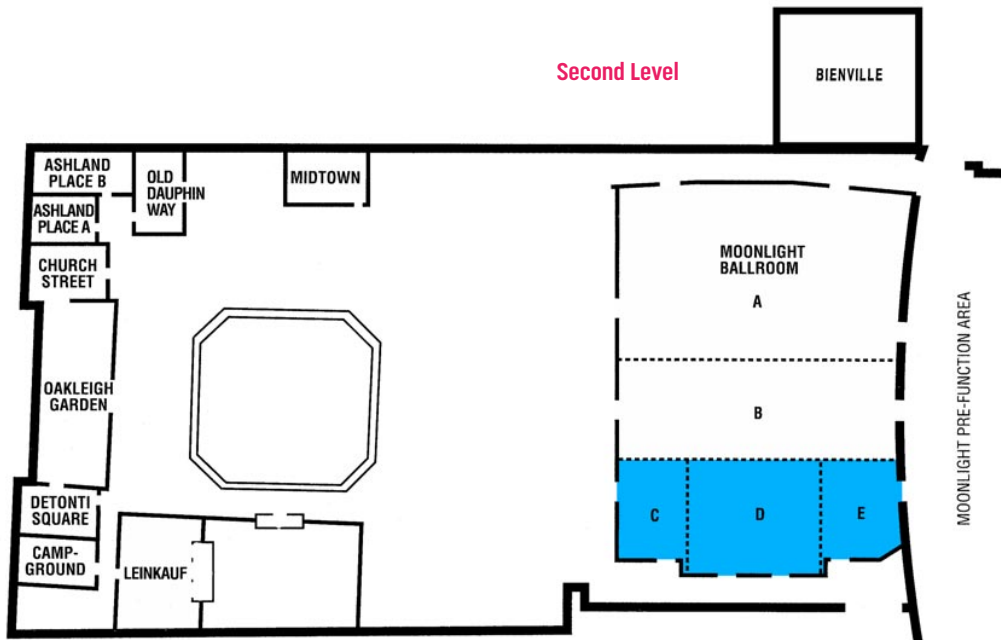 Second Level
BIENVILLE
ASHLAND
PLACE B
OLD
DAUPHIN
WAY
MIDTOWN
ASHLAND
PLACE A
CHURCH
STREET
MOONLIGHT
BALLROOM
A
OAKLEIGH
GARDEN
B
MOONLIGHT PRE-FUNCTION AREA
DETONTI
SQUARE
C
D
E
CAMP-
GROUND
LEINKAUF